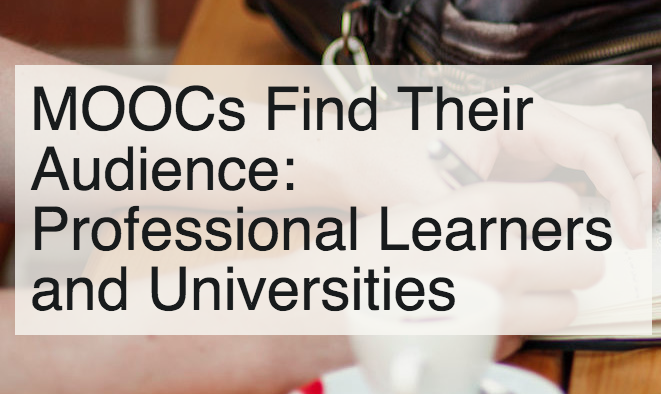 MOOCs Find Their
Audience:
Professional Learners
and Universities